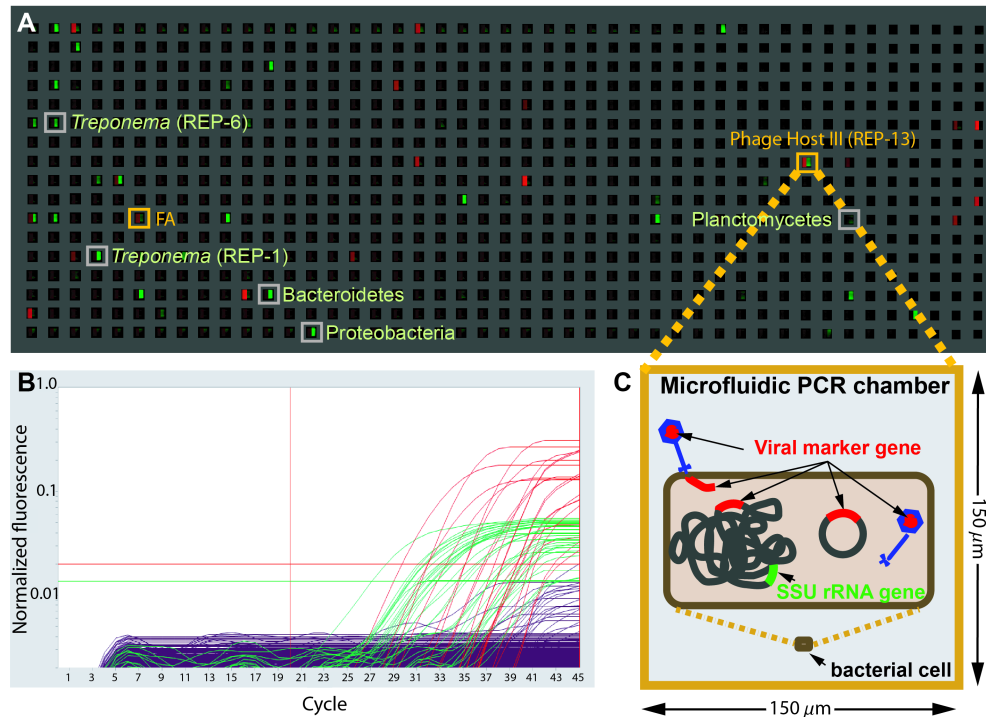 A
Treponema (REP-6)
Phage Host III (REP-13)
FA
Planctomycetes
Treponema (REP-1)
Bacteroidetes
Proteobacteria
B
1.0
0.1
0.01
Normalized fluorescence
1 3 5 7 9 11 13 15 17 19 21 23 25 27 29 31 33 35 37 39 41 43 45
Cycle
C
Microfluidic PCR chamber
Viral marker gene
SSU rRNA gene
bacterial cell
150 µm
150 µm